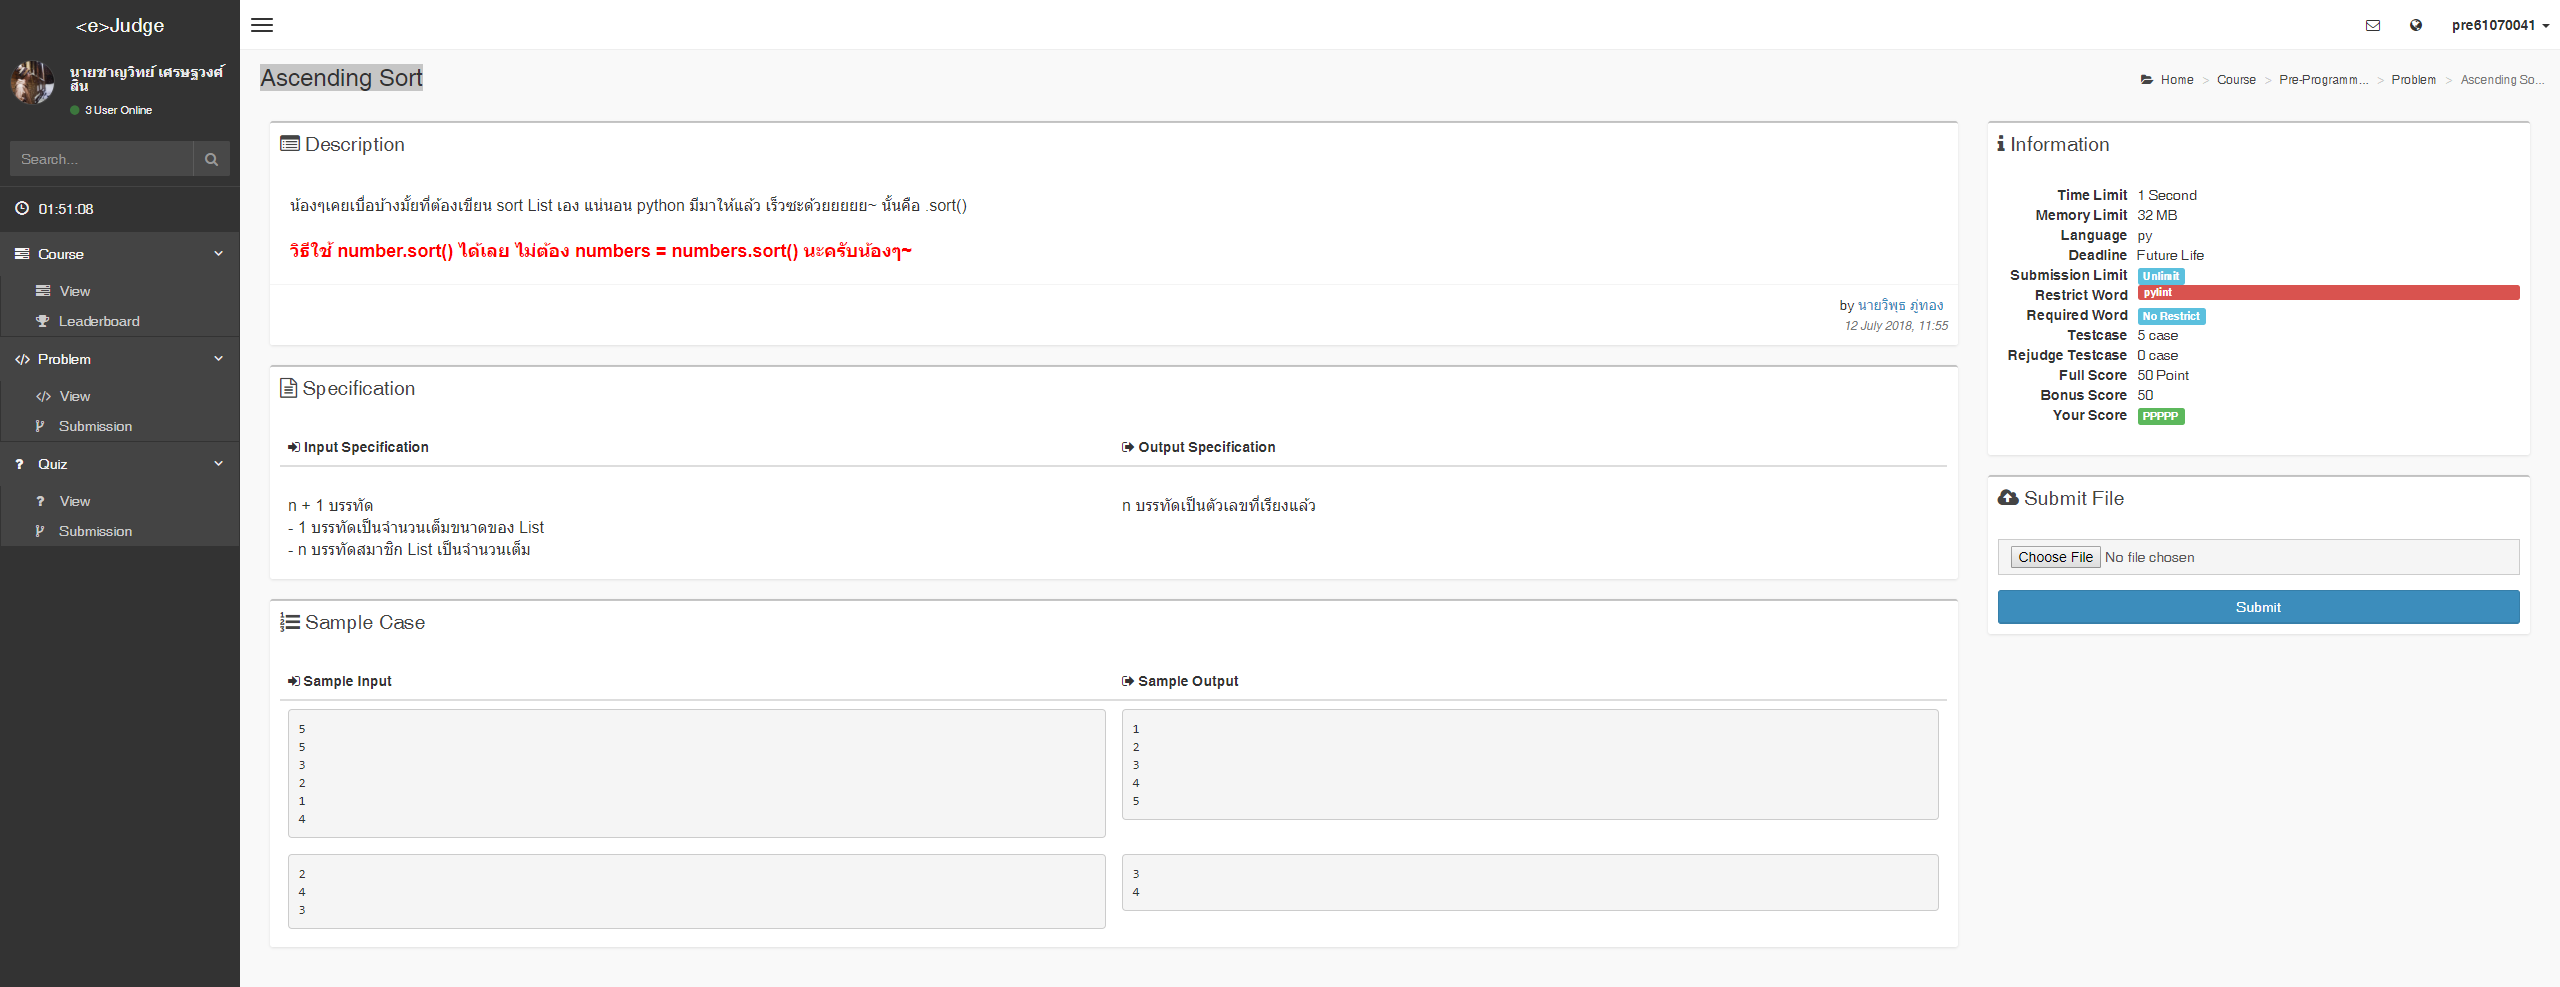 <e>Judge
pre61070041
นายชาญวิทย์ เศรษฐวงศ์
สิน
3 User Online
Search...
01:51:08
Course
View
Leaderboard
Problem
View
Submission
Quiz
View
Submission
Ascending Sort
Home > Course > Pre-Programm... > Problem > Ascending So...
Description
น้องๆเคยเบื่อบ้างมั้ยที่ต้องเขียน sort List เอง แน่นอน python มีมาให้แล้ว เร็วซะด้วยยยยย~ นั้นคือ .sort()
วิธีใช้ number.sort() ได้เลย ไม่ต้อง numbers = numbers.sort() นะครับน้องๆ~
by นายวิพุธ ภู่ทอง
12 July 2018, 11:55
Specification
Input Specification
n + 1 บรรทัด
- 1 บรรทัดเป็นจำนวนเต็มขนาดของ List
- n บรรทัดสมาชิก List เป็นจำนวนเต็ม
Output Specification
n บรรทัดเป็นตัวเลขที่เรียงแล้ว
Sample Case
Sample Input
5
5
3
2
1
4
Sample Output
1
2
3
4
5
2
4
3
3
4
Information
Time Limit 1 Second
Memory Limit 32 MB
Language py
Deadline Future Life
Submission Limit Unlimit
Restrict Word pylint
Required Word No Restrict
Testcase 5 case
Rejudge Testcase 0 case
Full Score 50 Point
Bonus Score 50
Your Score PPPPP
Submit File
Choose File No file chosen
Submit